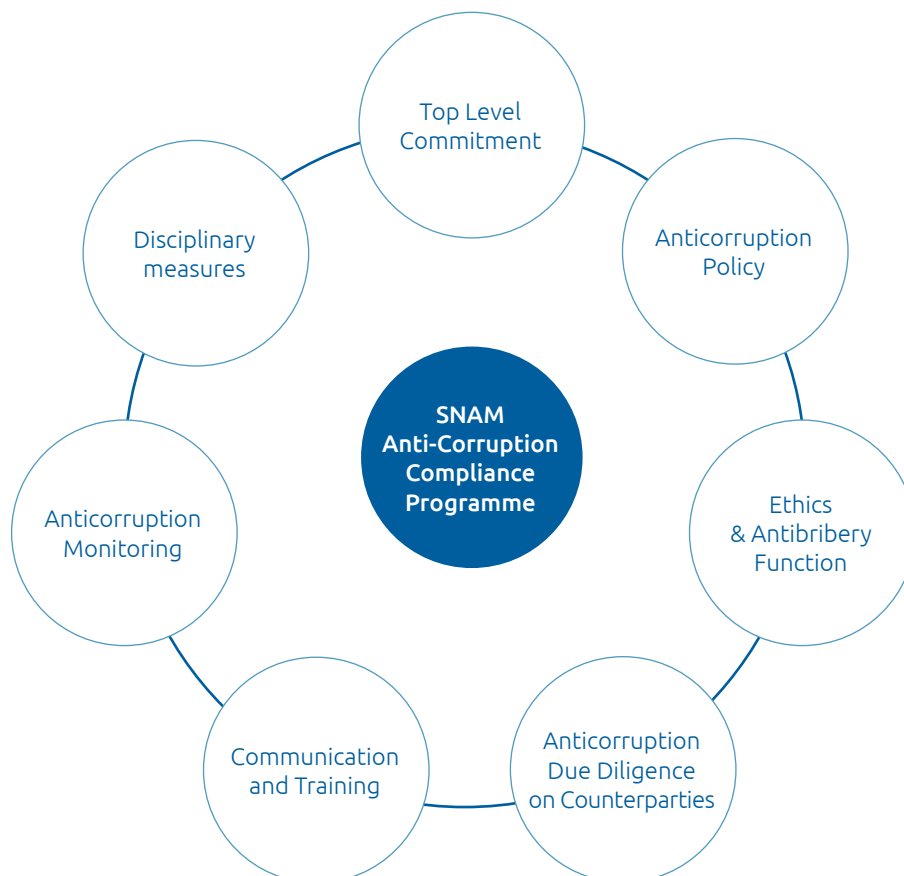 Top Level
Commitment
Anticorruption
Policy
Ethics
& Antibribery
Function
Anticorruption
Due Diligence
on Counterparties
Communication
and Training
Anticorruption
Monitoring
Disciplinary
measures
SNAM
Anti-Corruption
Compliance
Programme